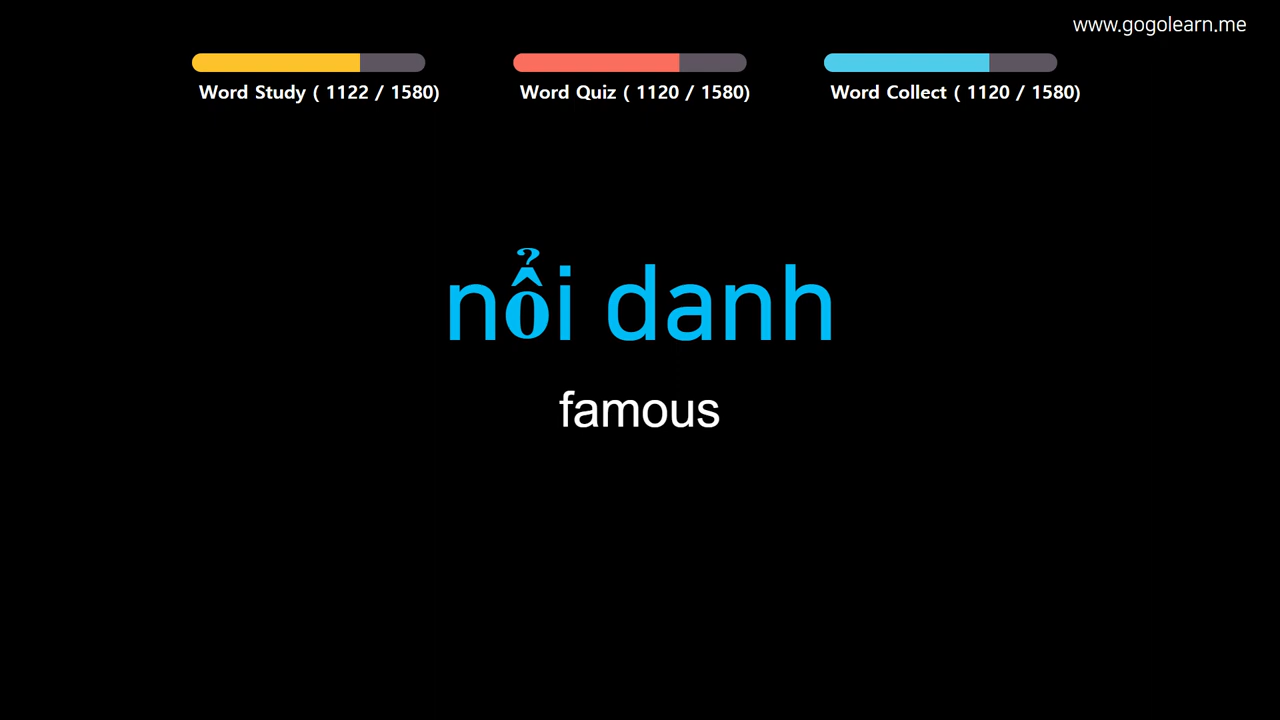 www.gogolearn.me
Word Study ( 1122 / 1580)
Word Quiz ( 1120 / 1580)
Word Collect ( 1120 / 1580)
nổi danh
famous